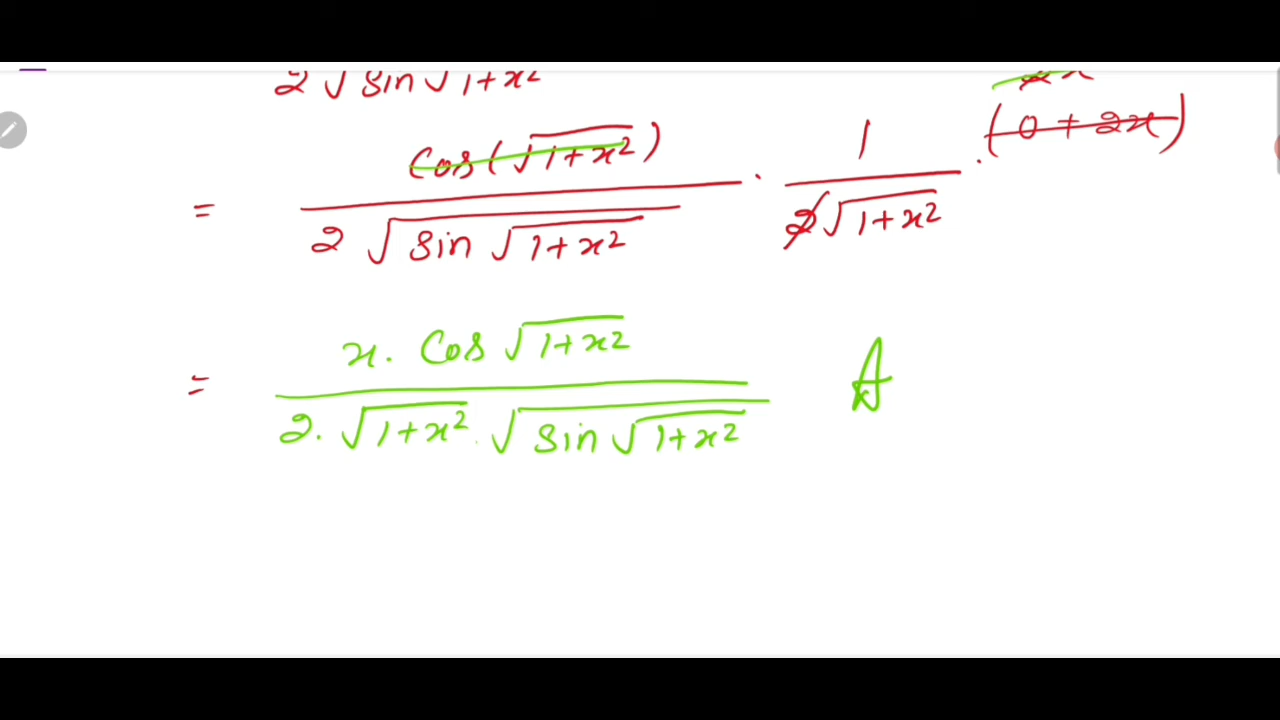 2 √sin √1+x²
2x
= cos(√1+x²) / 2 √sin √1+x² · 1 / 2√1+x² · (0 + 2x)
= x. cos √1+x² / 2. √1+x² . √sin √1+x²